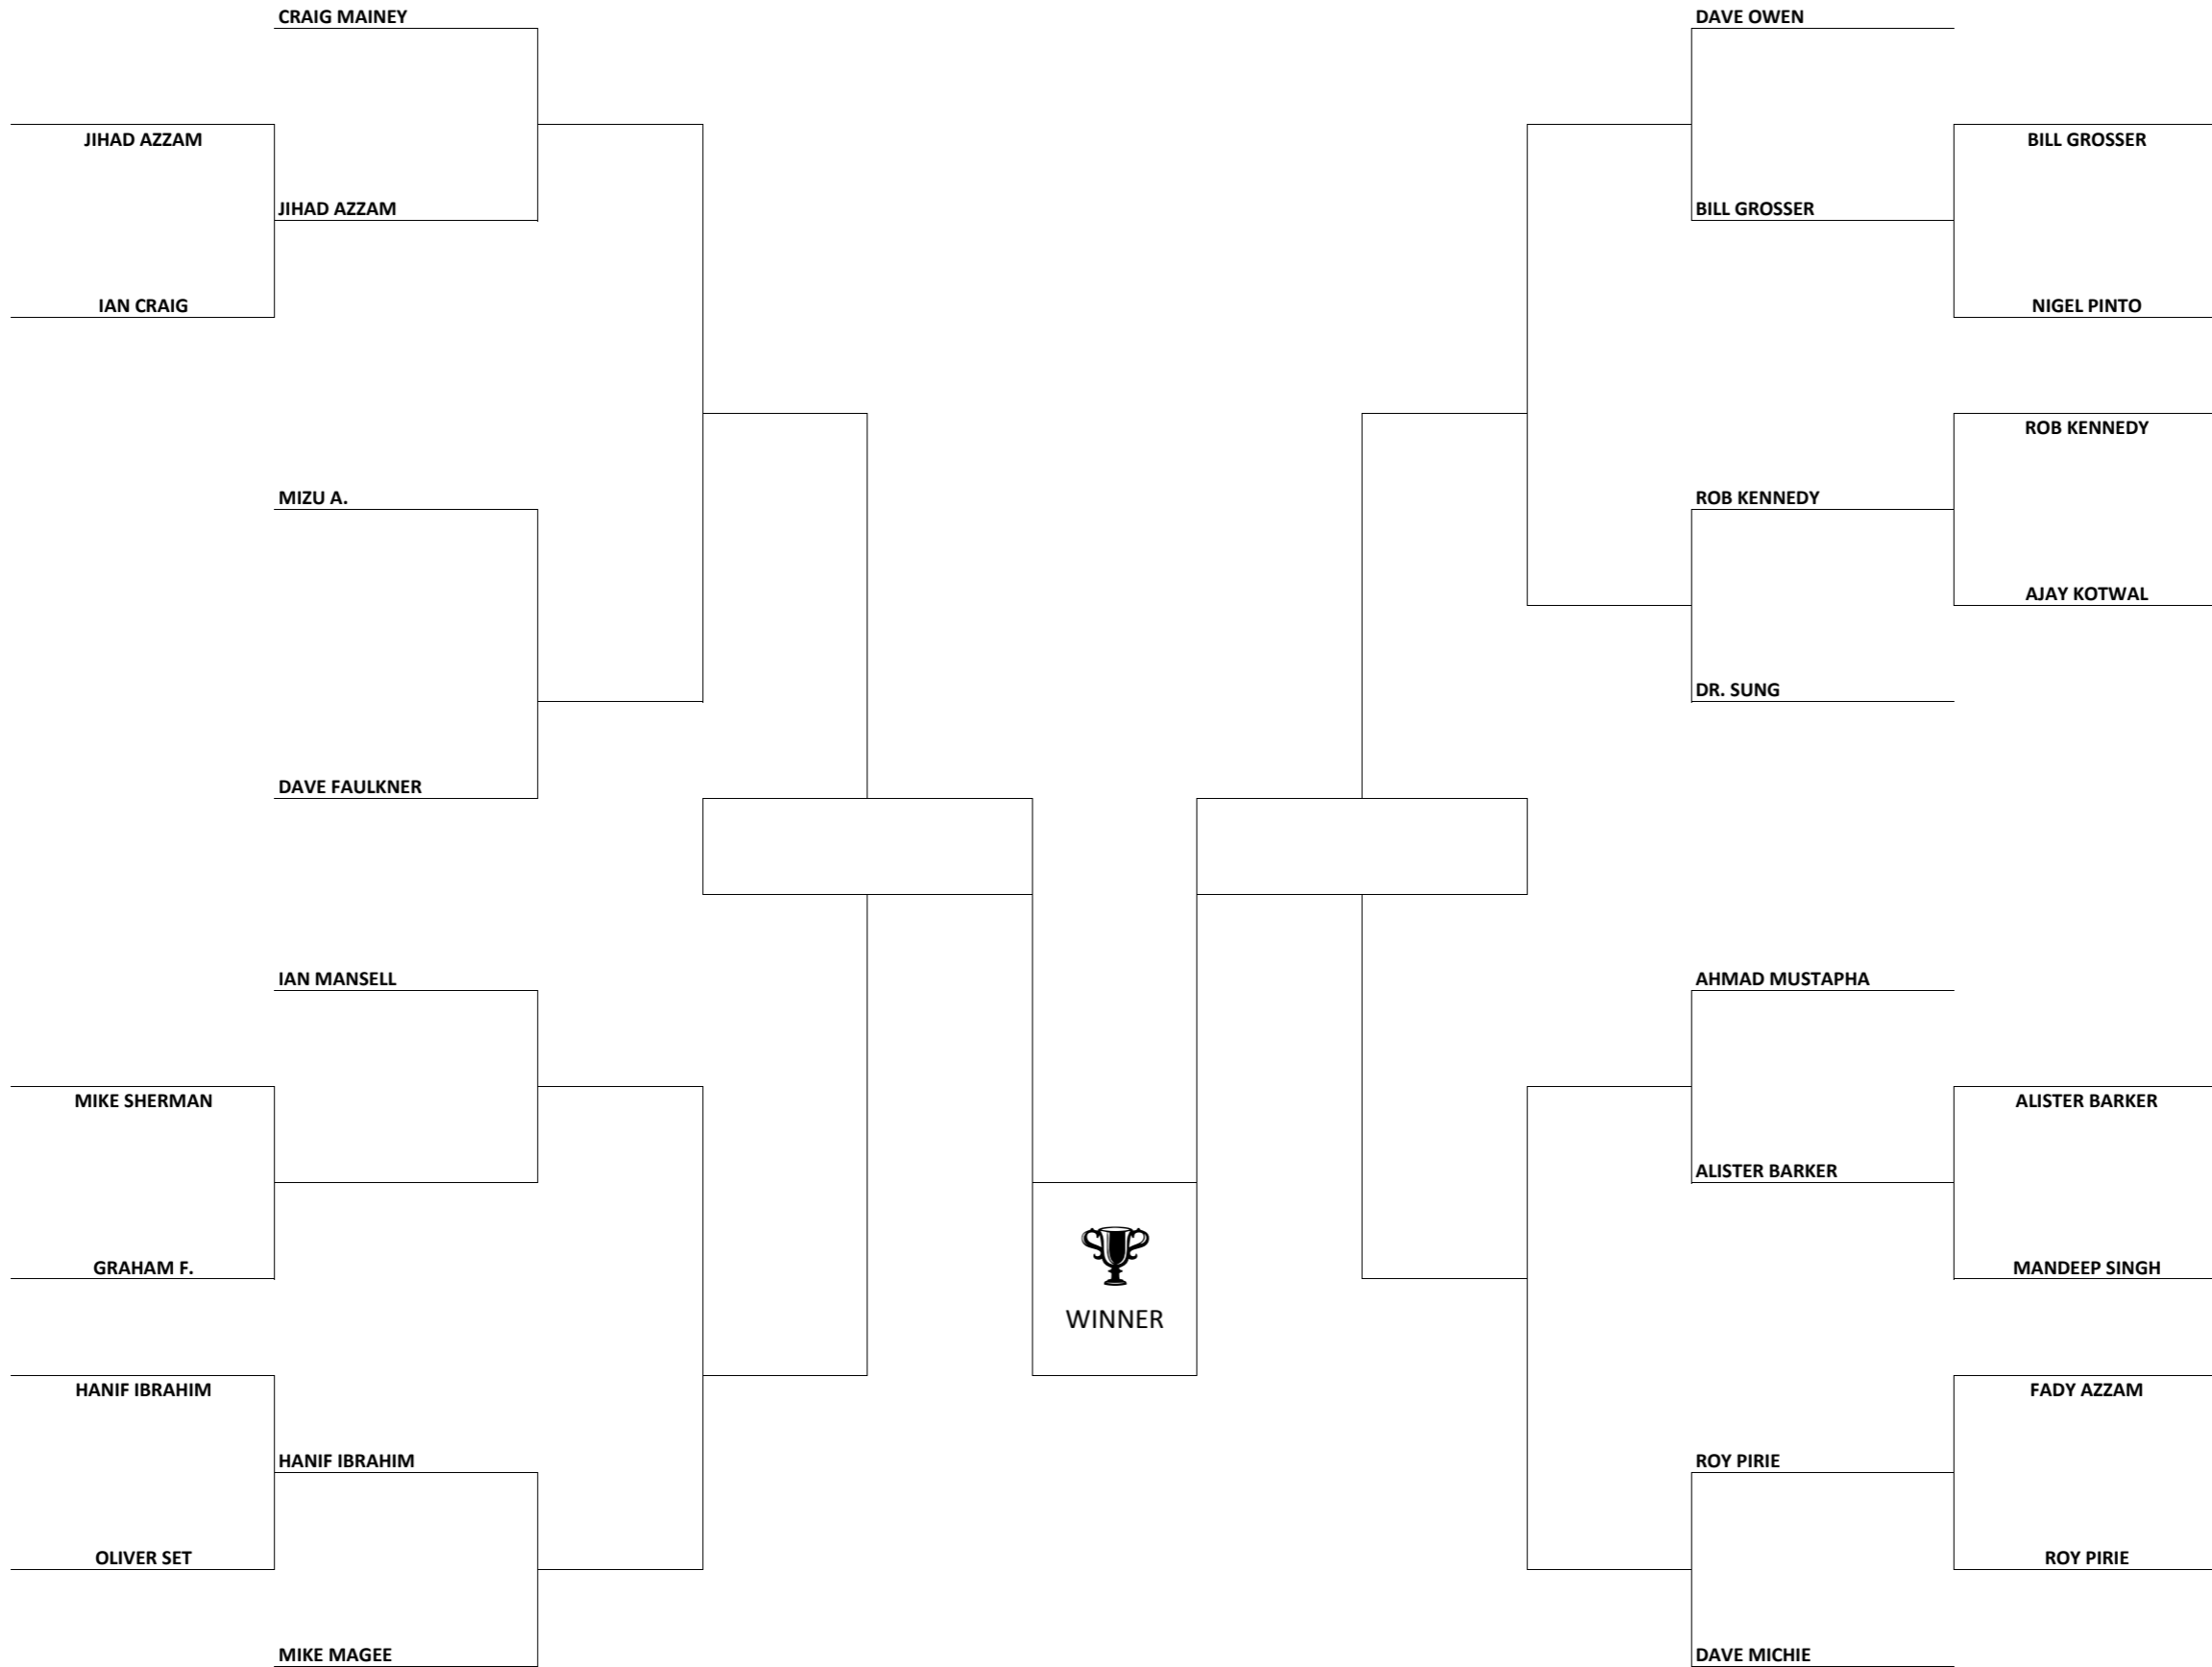 CRAIG MAINEY
DAVE OWEN
JIHAD AZZAM
BILL GROSSER
JIHAD AZZAM
BILL GROSSER
IAN CRAIG
NIGEL PINTO
ROB KENNEDY
MIZU A.
ROB KENNEDY
AJAY KOTWAL
DR. SUNG
DAVE FAULKNER
IAN MANSELL
AHMAD MUSTAPHA
MIKE SHERMAN
ALISTER BARKER
ALISTER BARKER
GRAHAM F.
MANDEEP SINGH
WINNER
HANIF IBRAHIM
FADY AZZAM
HANIF IBRAHIM
ROY PIRIE
OLIVER SET
ROY PIRIE
MIKE MAGEE
DAVE MICHIE